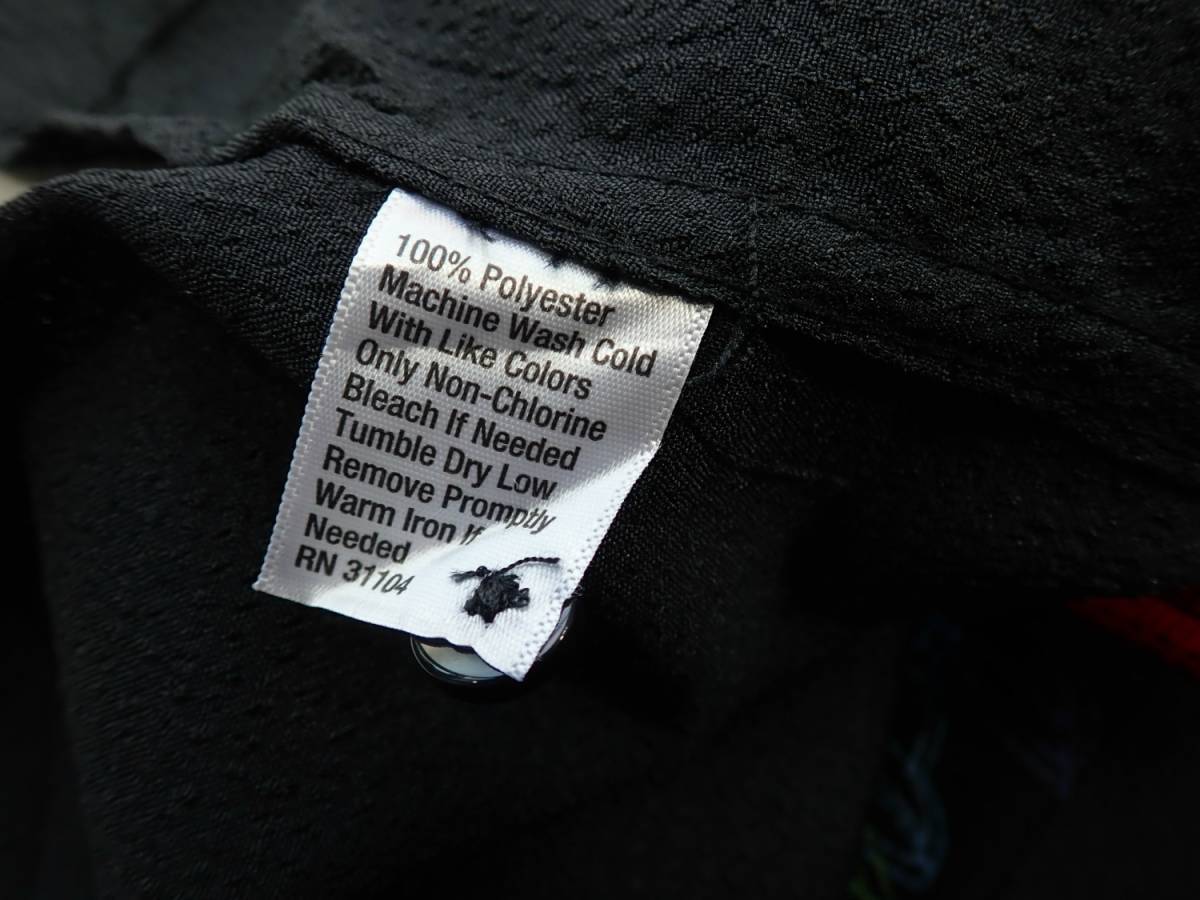 100% Polyester
Machine Wash Cold
With Like Colors
Only Non-Chlorine
Bleach If Needed
Tumble Dry Low
Remove Promptly
Warm Iron If
Needed
RN 31104